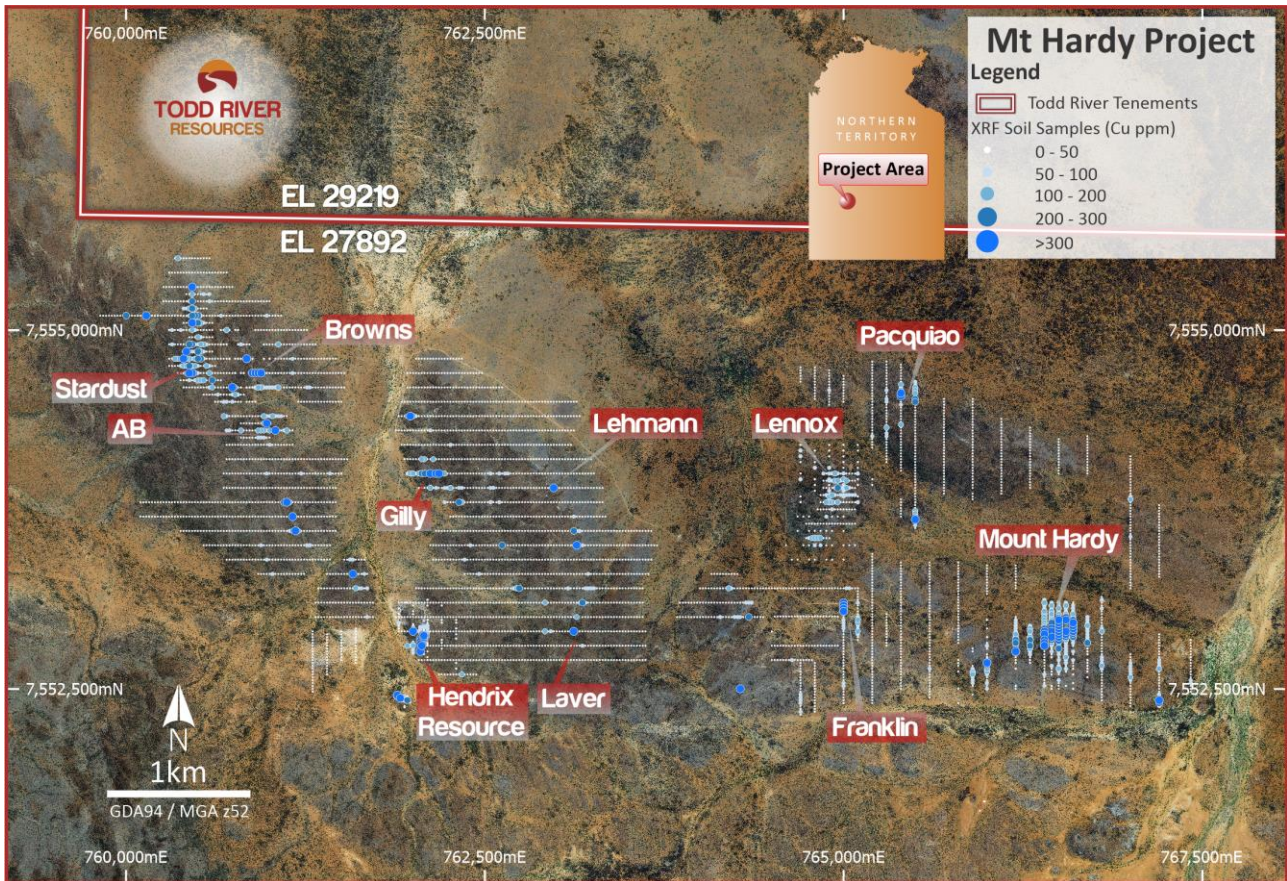 760,000mE
762,500mE
Mt Hardy Project
Legend
Todd River Tenements
XRF Soil Samples (Cu ppm)
0 - 50
50 - 100
100 - 200
200 - 300
>300
TODD RIVER
RESOURCES
NORTHERN
TERRITORY
Project Area
EL 29219
EL 27892
7,555,000mN
7,555,000mN
Browns
Stardust
AB
Pacquiao
Lehmann
Lennox
Gilly
Mount Hardy
7,552,500mN
7,552,500mN
Hendrix
Resource
Laver
Franklin
N
1km
GDA94 / MGA z52
760,000mE
762,500mE
765,000mE
767,500mE